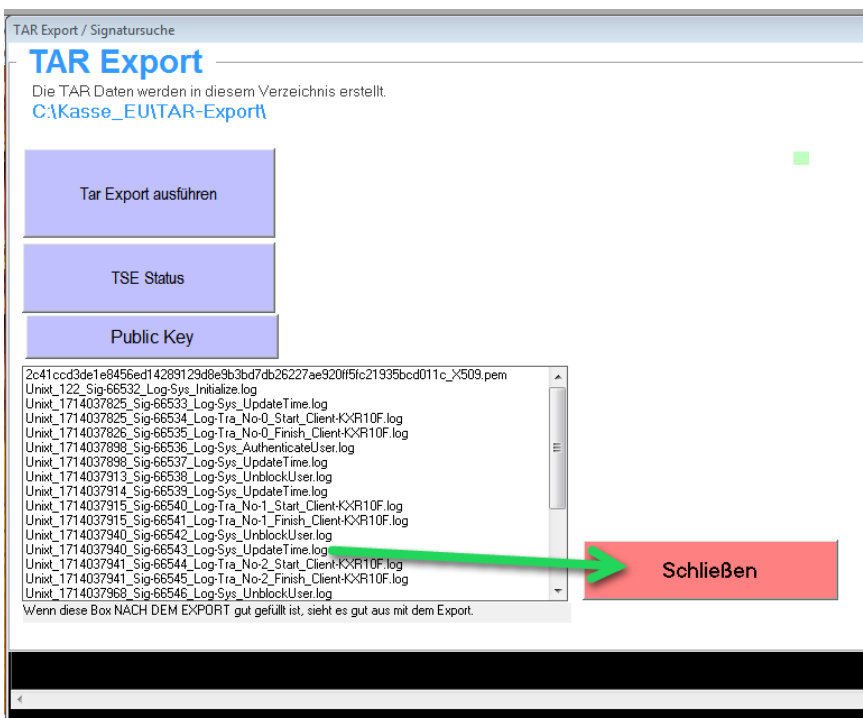 TAR Export / Signatursuche
TAR Export
Die TAR Daten werden in diesem Verzeichnis erstellt.
C:\Kasse_EU\TAR-Export\
Tar Export ausführen
TSE Status
Public Key
2c41ccd3de1e8456ed14289129d8e9b3bd7db26227ae920ff5fc21935bcd011c_X509.pem
Unixt_122_Sig-66532_Log-Sys_Initialize.log
Unixt_1714037825_Sig-66533_Log-Sys_UpdateTime.log
Unixt_1714037825_Sig-66534_Log-Tra_No-0_Start_Client-KXR10F.log
Unixt_1714037826_Sig-66535_Log-Tra_No-0_Finish_Client-KXR10F.log
Unixt_1714037898_Sig-66536_Log-Sys_AuthenticateUser.log
Unixt_1714037898_Sig-66537_Log-Sys_UpdateTime.log
Unixt_1714037913_Sig-66538_Log-Sys_UnblockUser.log
Unixt_1714037914_Sig-66539_Log-Sys_UpdateTime.log
Unixt_1714037915_Sig-66540_Log-Tra_No-1_Start_Client-KXR10F.log
Unixt_1714037915_Sig-66541_Log-Tra_No-1_Finish_Client-KXR10F.log
Unixt_1714037940_Sig-66542_Log-Sys_UnblockUser.log
Unixt_1714037940_Sig-66543_Log-Sys_UpdateTime.log
Unixt_1714037941_Sig-66544_Log-Tra_No-2_Start_Client-KXR10F.log
Unixt_1714037941_Sig-66545_Log-Tra_No-2_Finish_Client-KXR10F.log
Unixt_1714037968_Sig-66546_Log-Sys_UnblockUser.log
Schließen
Wenn diese Box NACH DEM EXPORT gut gefüllt ist, sieht es gut aus mit dem Export.